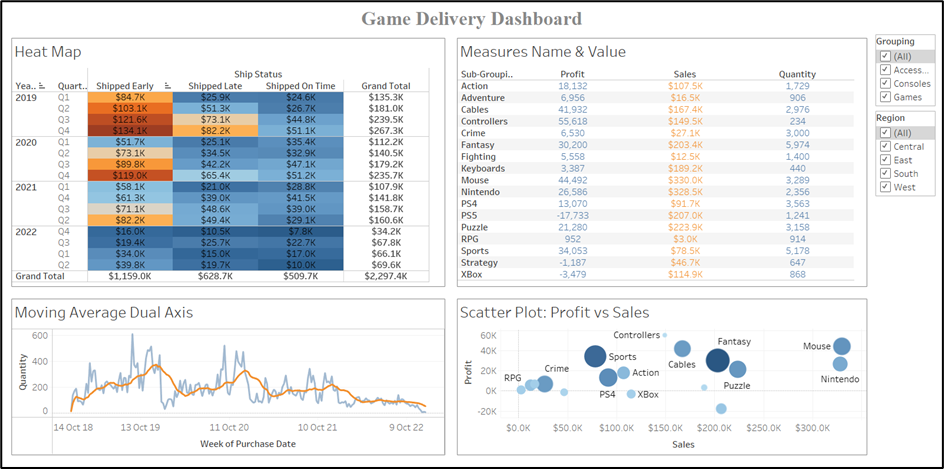 Game Delivery Dashboard
Heat Map
Ship Status
Yea.. Quart.. Shipped Early Shipped Late Shipped On Time Grand Total
2019 Q1 $84.7K $25.9K $24.6K $135.3K
Q2 $103.1K $51.3K $26.7K $181.0K
Q3 $121.6K $73.1K $44.8K $239.5K
Q4 $134.1K $82.2K $51.1K $267.3K
2020 Q1 $51.7K $25.1K $35.4K $112.2K
Q2 $73.1K $34.5K $32.9K $140.5K
Q3 $89.8K $42.2K $47.1K $179.2K
Q4 $119.0K $65.4K $51.2K $235.7K
2021 Q1 $58.1K $21.0K $28.8K $107.9K
Q4 $61.3K $39.0K $41.5K $141.8K
Q3 $71.1K $48.6K $39.0K $158.7K
Q2 $82.2K $49.4K $29.1K $160.6K
2022 Q4 $16.0K $10.5K $7.8K $34.2K
Q3 $19.4K $25.7K $22.7K $67.8K
Q1 $34.0K $15.0K $17.0K $66.1K
Q2 $39.8K $19.7K $10.0K $69.6K
Grand Total $1,159.0K $628.7K $509.7K $2,297.4K
Measures Name & Value
Sub-Groupi.. Profit Sales Quantity
Action 18,132 $107.5K 1,729
Adventure 6,956 $16.5K 906
Cables 41,932 $167.4K 2,976
Controllers 55,618 $149.5K 234
Crime 6,530 $27.1K 3,000
Fantasy 30,200 $203.4K 5,974
Fighting 5,558 $12.5K 1,400
Keyboards 3,387 $189.2K 440
Mouse 44,492 $330.0K 3,289
Nintendo 26,586 $328.5K 2,356
PS4 13,070 $91.7K 3,563
PS5 -17,733 $207.0K 1,241
Puzzle 21,280 $223.9K 3,158
RPG 952 $3.0K 914
Sports 34,053 $78.5K 5,178
Strategy -1,187 $46.7K 647
XBox -3,479 $114.9K 868
Grouping
(All)
Access...
Consoles
Games
Region
(All)
Central
East
South
West
Moving Average Dual Axis
Quantity
600
400
200
0
14 Oct 18 13 Oct 19 11 Oct 20 10 Oct 21 9 Oct 22
Week of Purchase Date
Scatter Plot: Profit vs Sales
Profit
60K
40K
20K
0K
-20K
Controllers
Fantasy
Mouse
Sports
Cables
Crime
Action
RPG
Nintendo
Puzzle
PS4
XBox
$0.0K $50.0K $100.0K $150.0K $200.0K $250.0K $300.0K
Sales